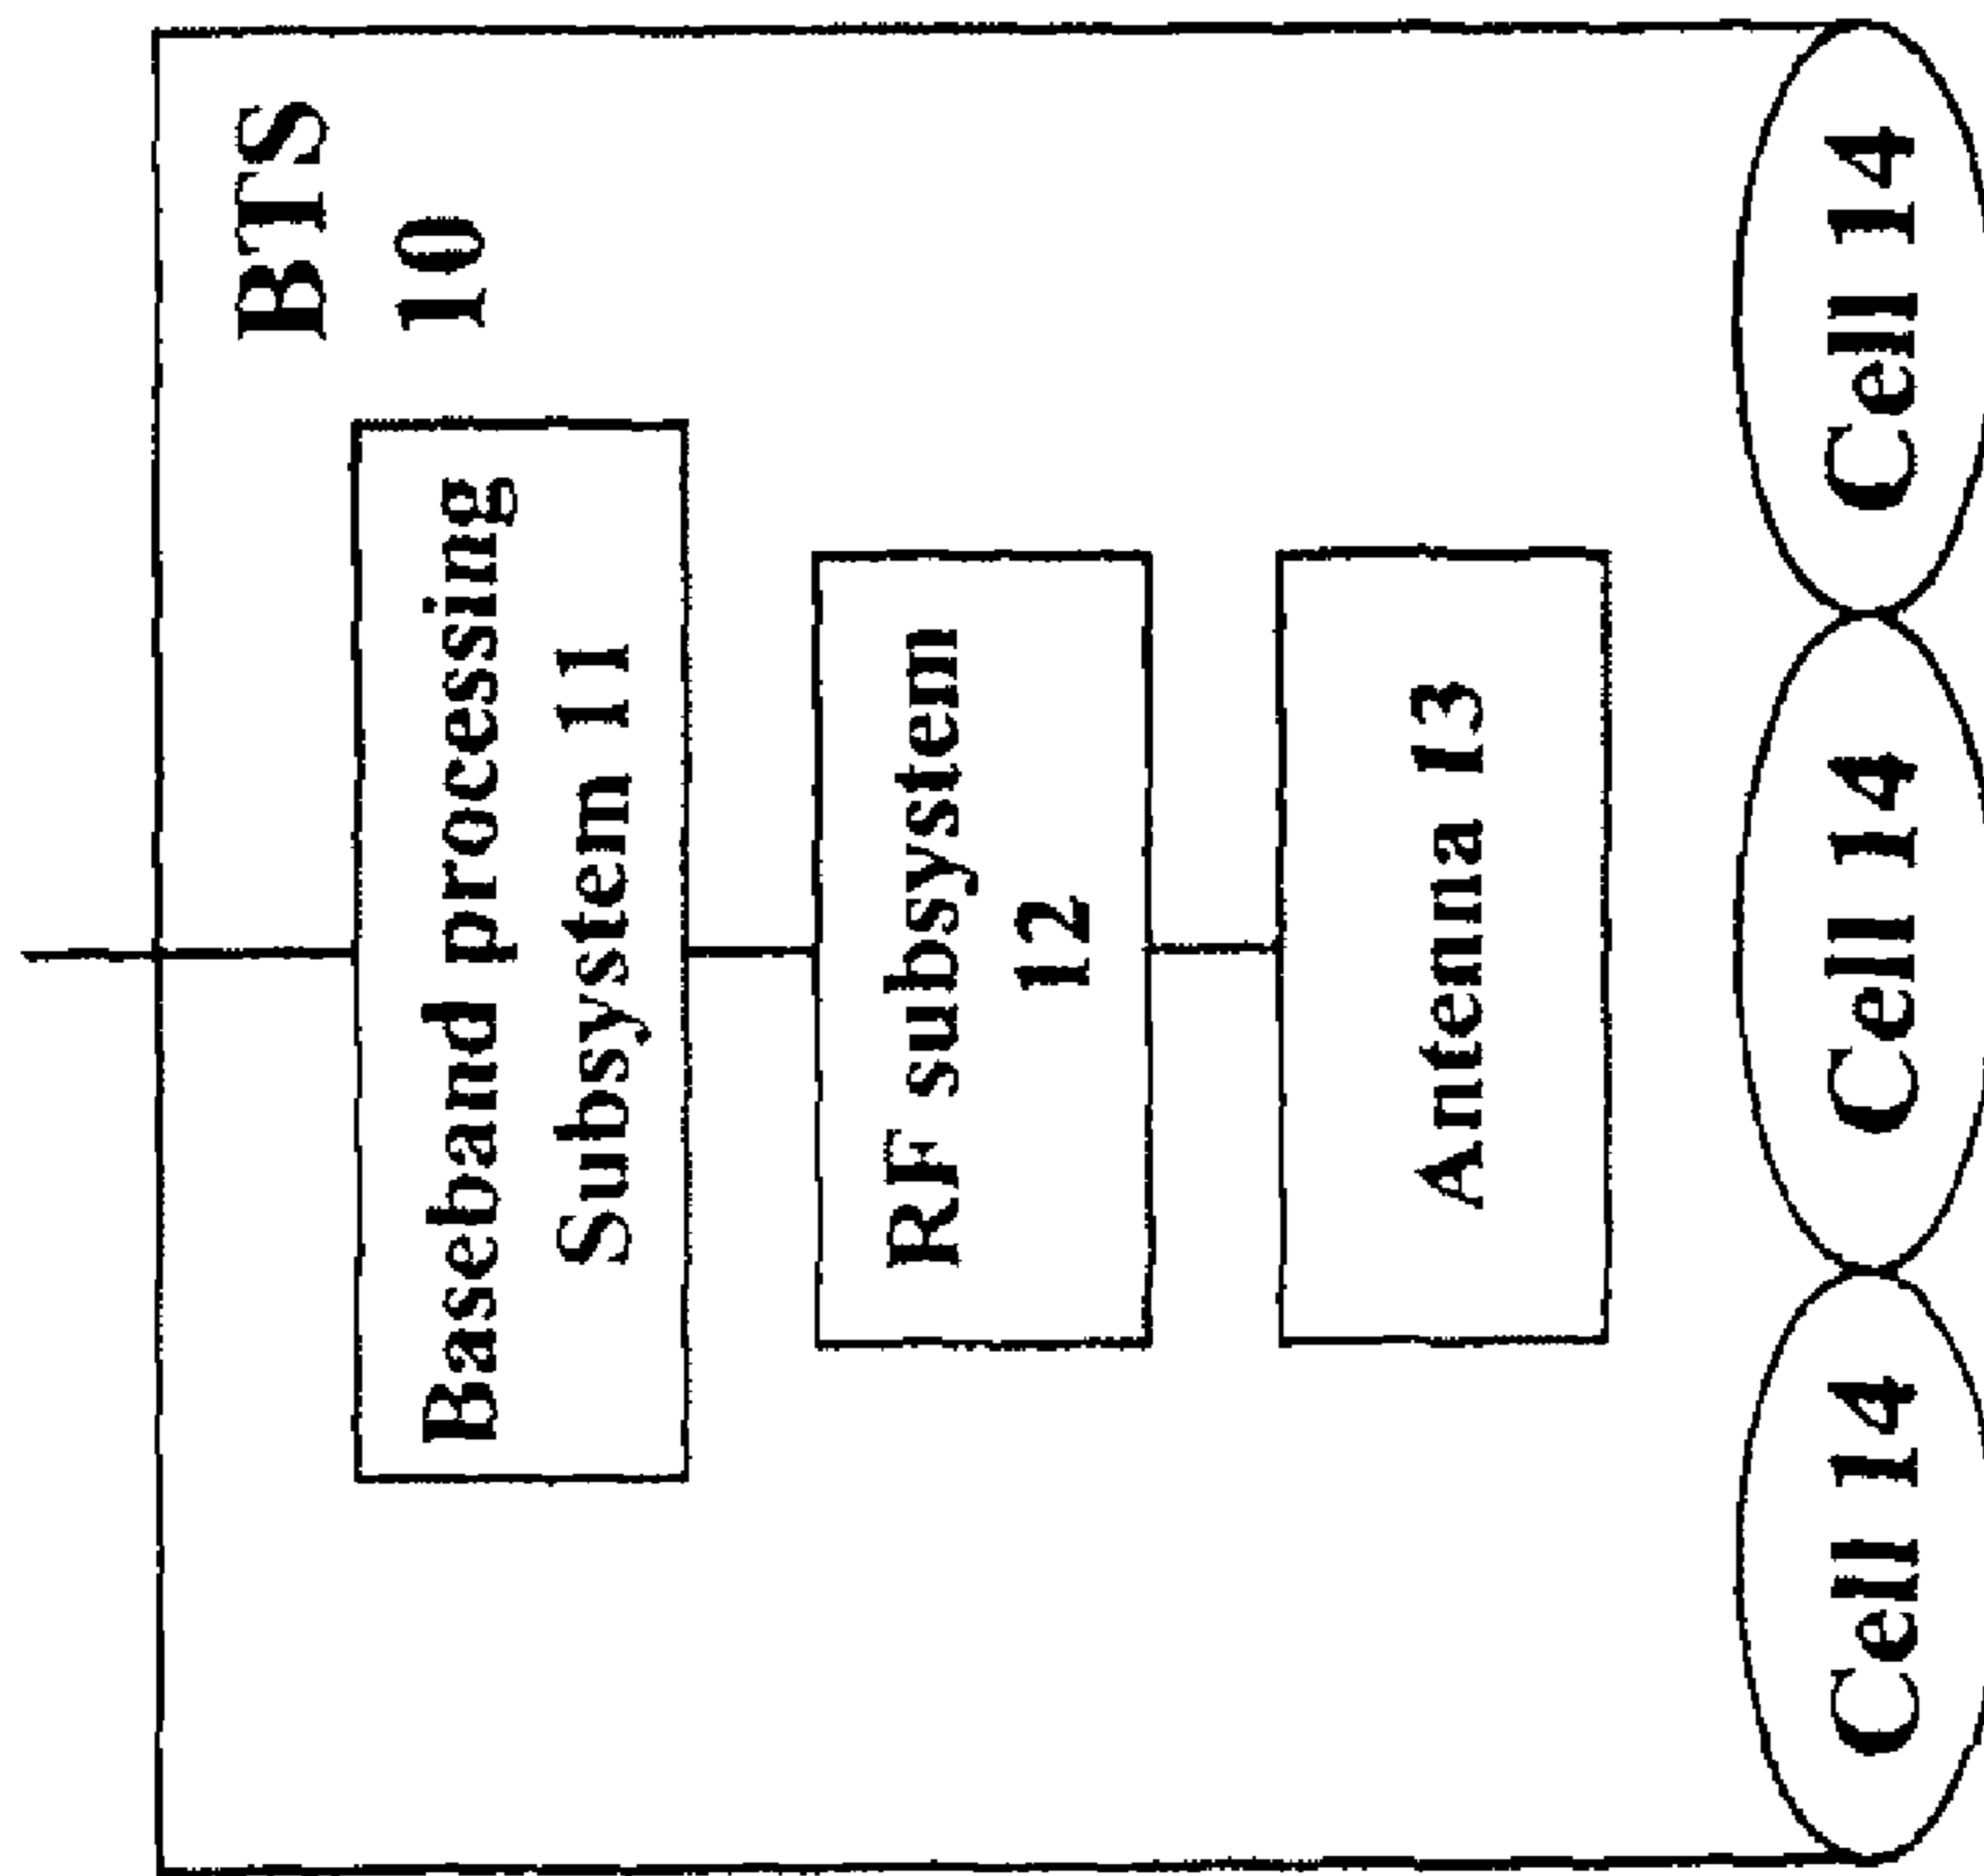 BTS
10
Baseband processing
Subsystem 11
RF subsystem
12
Antenna 13
Cell 14
Cell 14
Cell 14